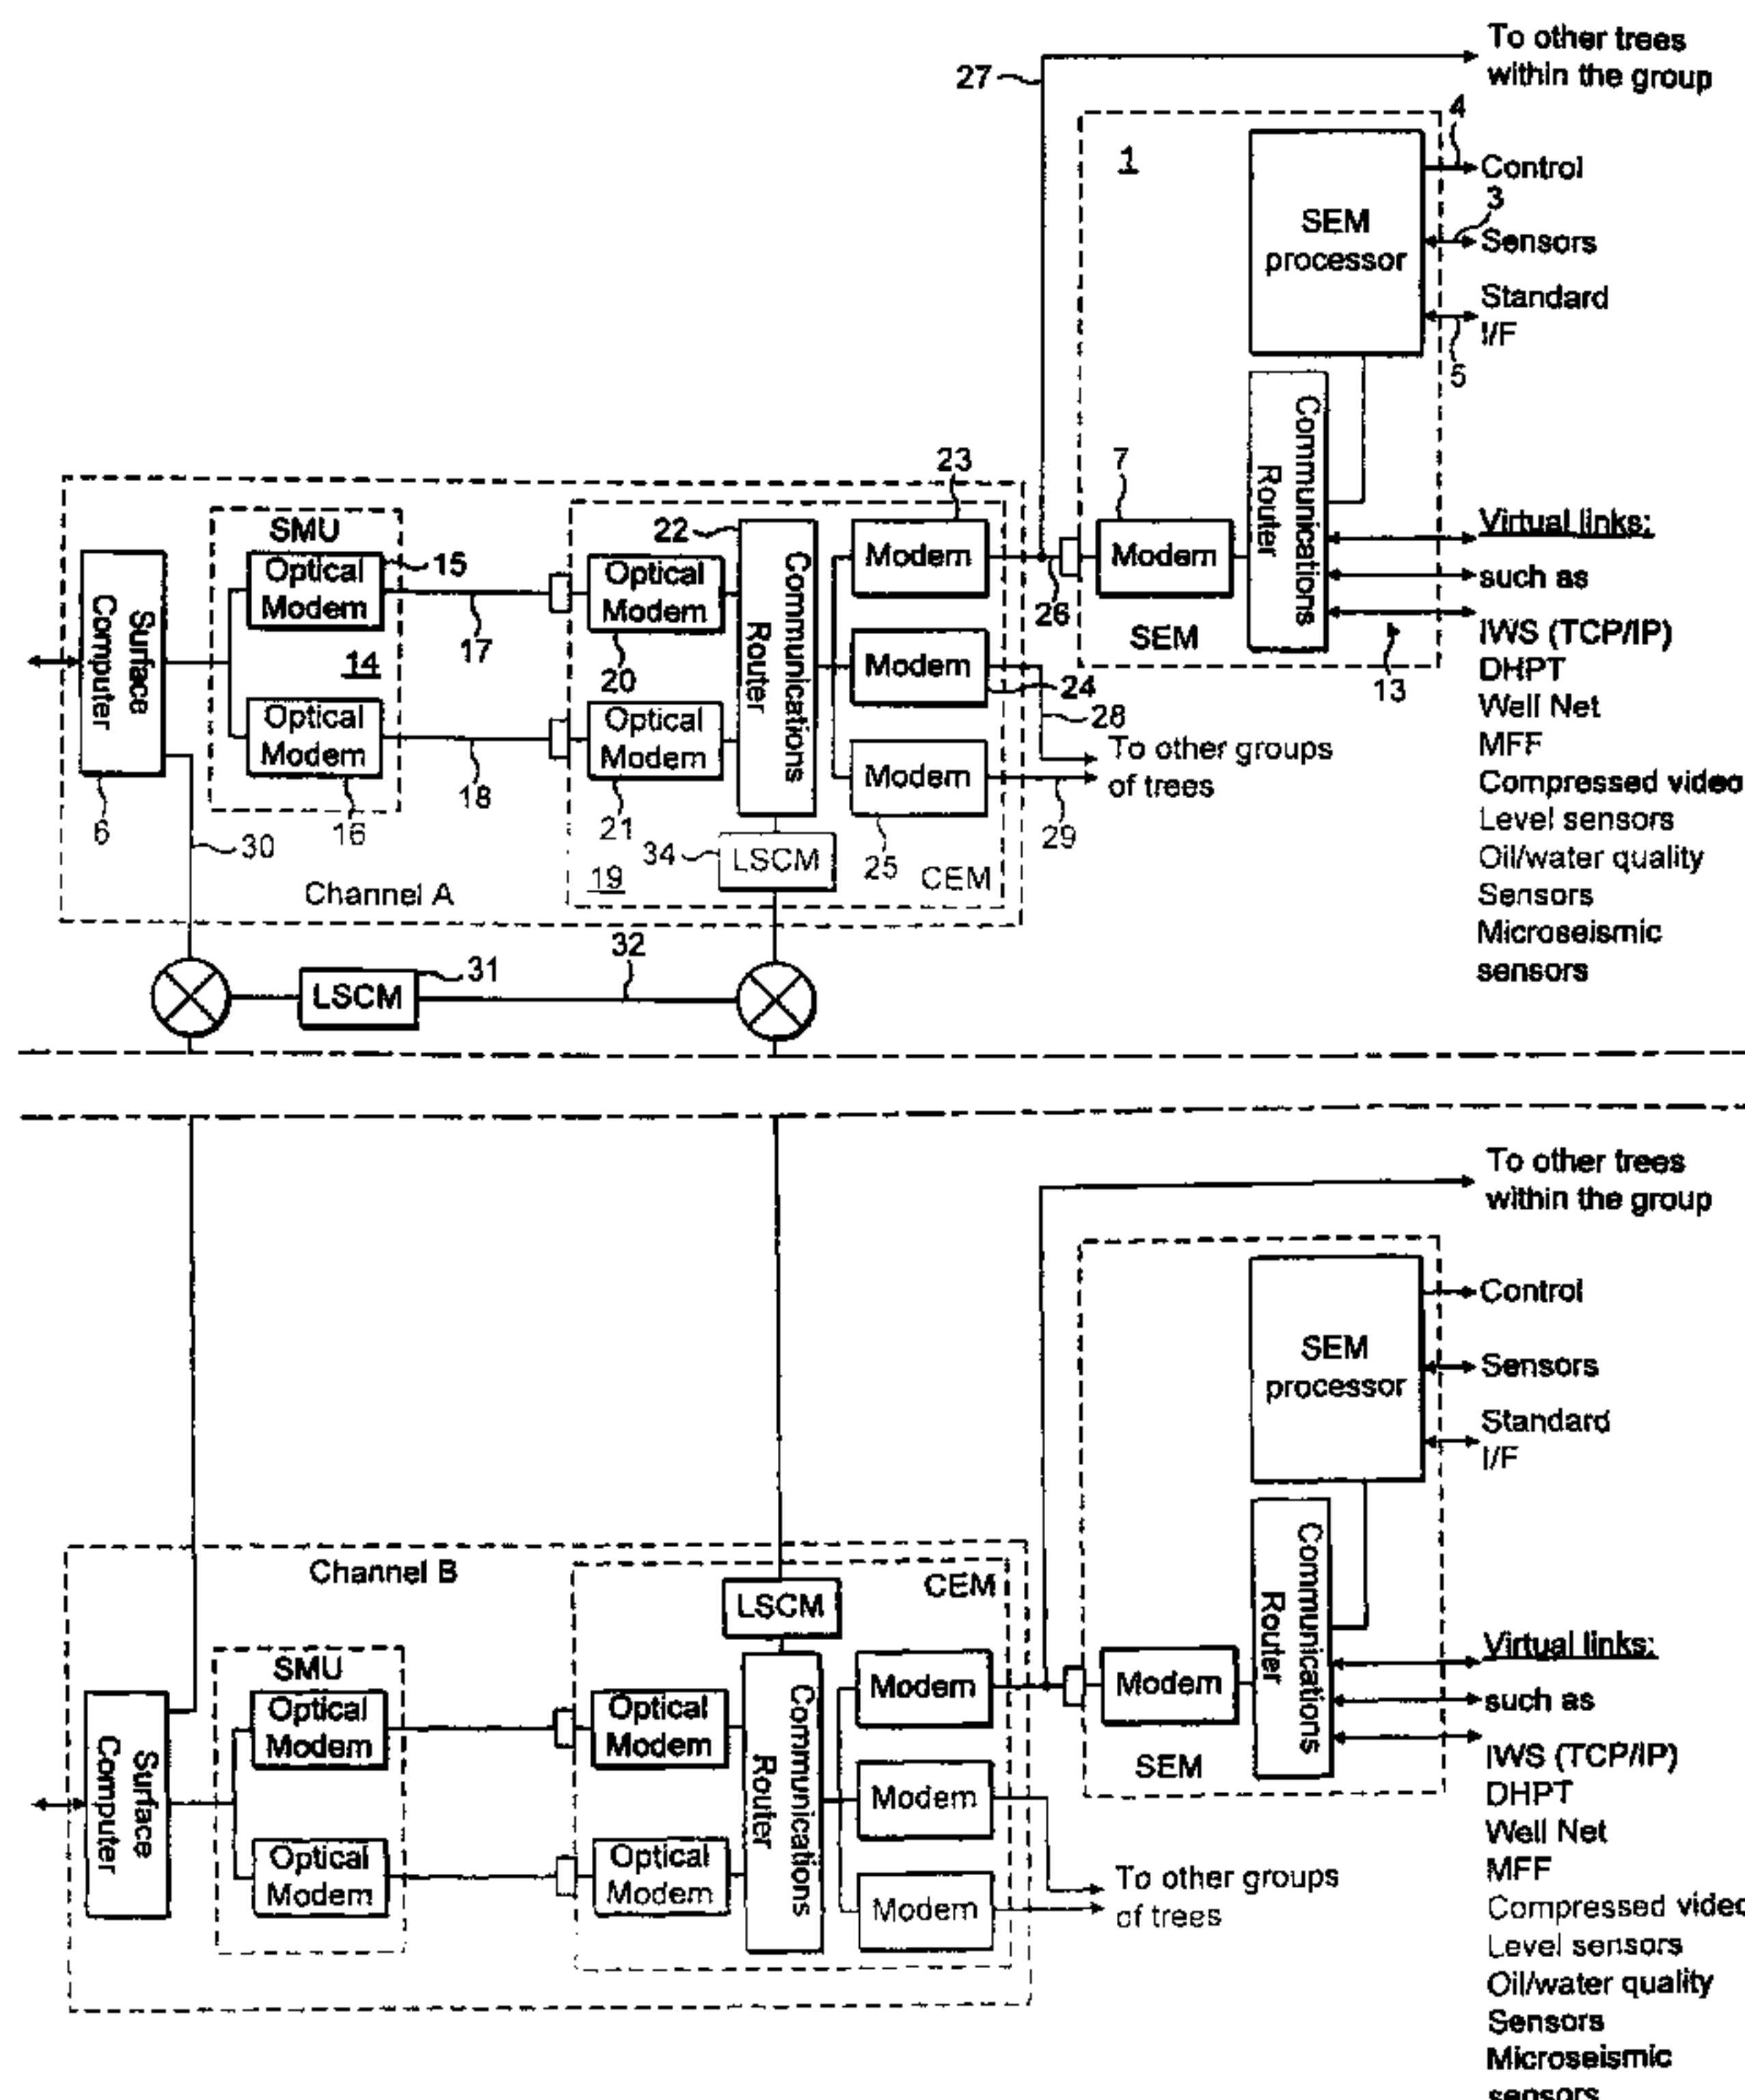 To other trees
within the group
27
4
1
Control
3
SEM
processor
Sensors
Standard
I/F
5
Communications
Router
23
7
22
Modem
Modem
26
SEM
Virtual links:
such as
IWS (TCP/IP)
DHPT
Well Net
MFF
Compressed video
Level sensors
Oil/water quality
Sensors
Microseismic
sensors
13
SMU
Optical
Modem
15
14
Optical
Modem
16
Surface
Computer
6
17
18
Optical
Modem
20
Optical
Modem
21
Communications
Router
Modem
24
28
Modem
25
To other groups
of trees
29
30
34
LSCM
19
CEM
Channel A
31
LSCM
32
To other trees
within the group
Control
SEM
processor
Sensors
Standard
I/F
Communications
Router
Channel B
CEM
LSCM
SMU
Surface
Computer
Optical
Modem
Optical
Modem
Optical
Modem
Optical
Modem
Communications
Router
Modem
Modem
Modem
Modem
SEM
To other groups
of trees
Virtual links:
such as
IWS (TCP/IP)
DHPT
Well Net
MFF
Compressed video
Level sensors
Oil/water quality
Sensors
Microseismic
sensors